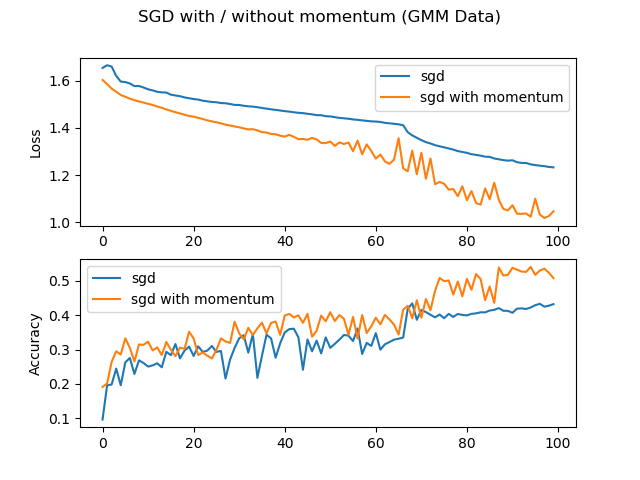 SGD with / without momentum (GMM Data)
1.6
1.4
1.2
1.0
Loss
sgd
sgd with momentum
0 20 40 60 80 100
0.5
0.4
0.3
0.2
0.1
Accuracy
sgd
sgd with momentum
0 20 40 60 80 100